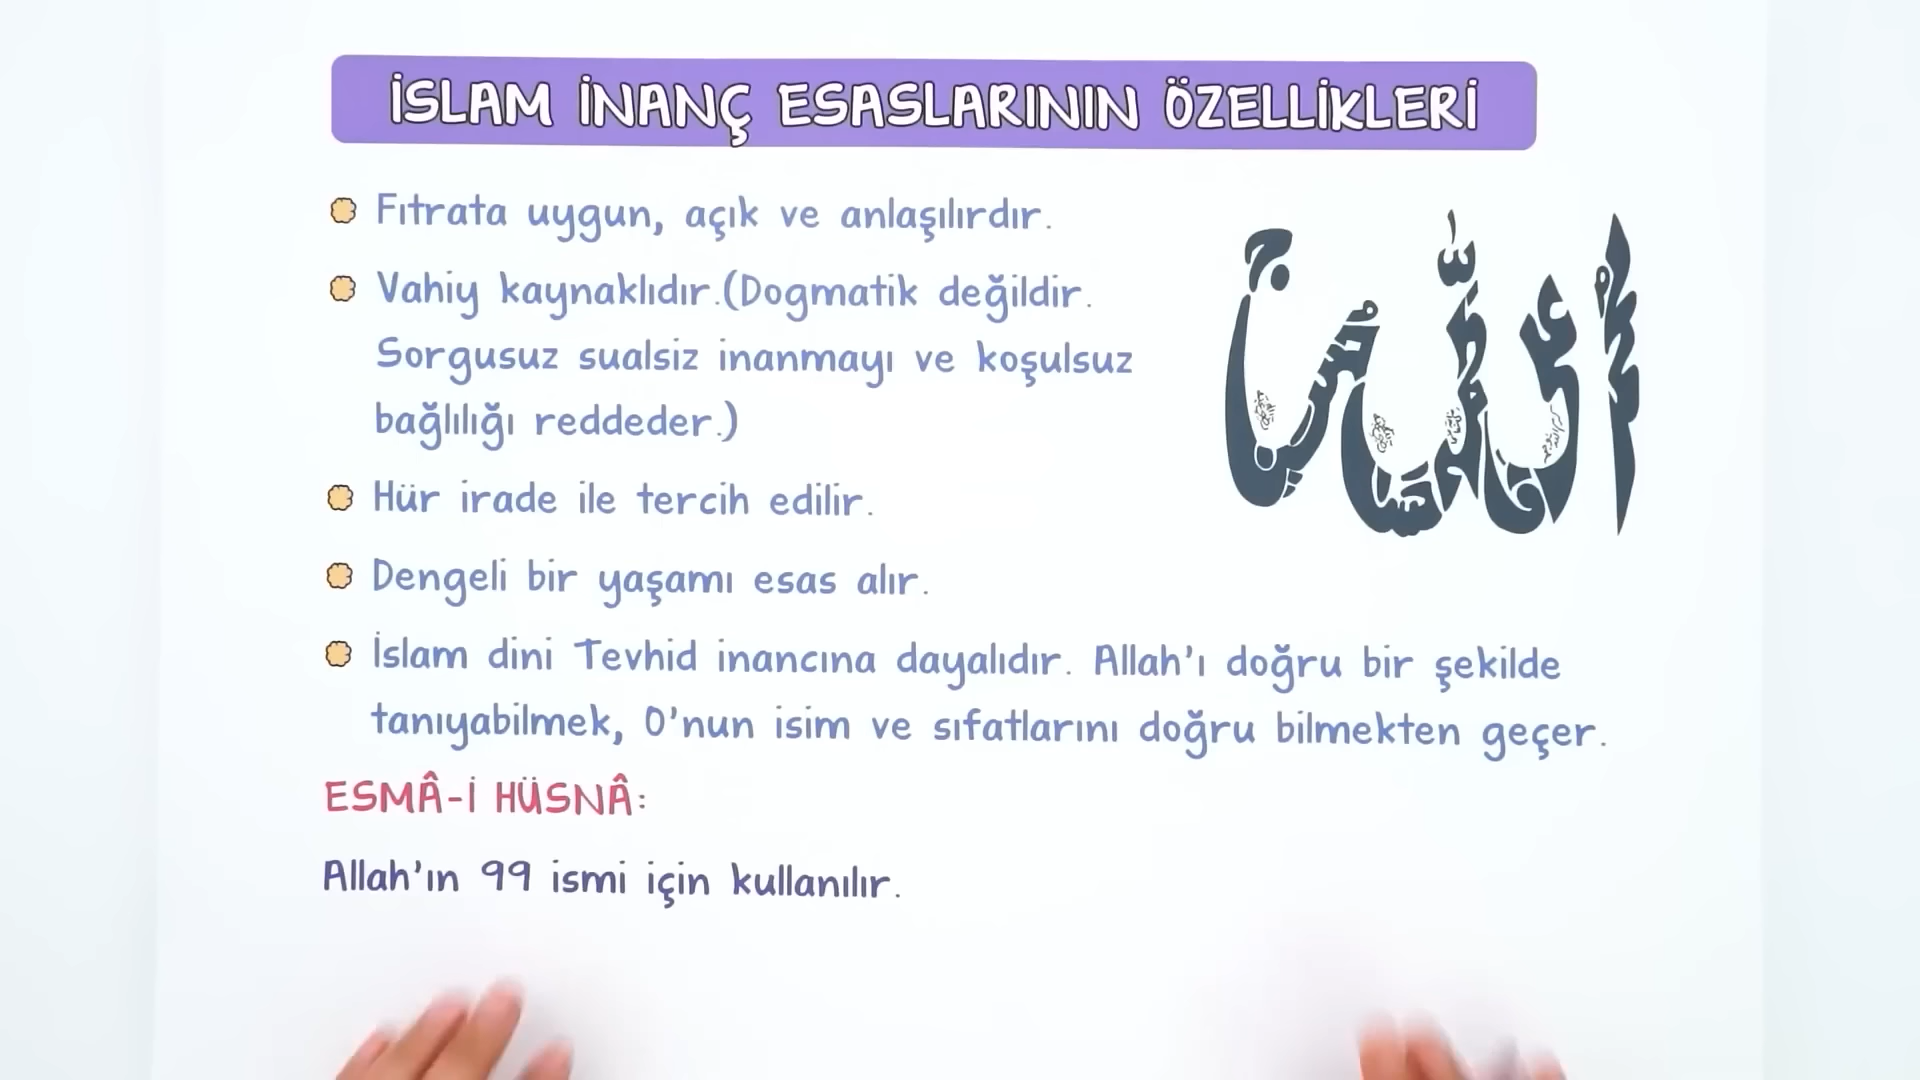 İSLAM İNANÇ ESASLARININ ÖZELLİKLERİ
Fıtrata uygun, açık ve anlaşılırdır.
Vahiy kaynaklıdır.(Dogmatik değildir.
Sorgusuz sualsiz inanmayı ve koşulsuz
bağlılığı reddeder.)
Hür irade ile tercih edilir.
Dengeli bir yaşamı esas alır.
İslam dini Tevhid inancına dayalıdır. Allah'ı doğru bir şekilde
tanıyabilmek, O'nun isim ve sıfatlarını doğru bilmekten geçer.
ESMÂ-İ HÜSNÂ:
Allah'ın 99 ismi için kullanılır.